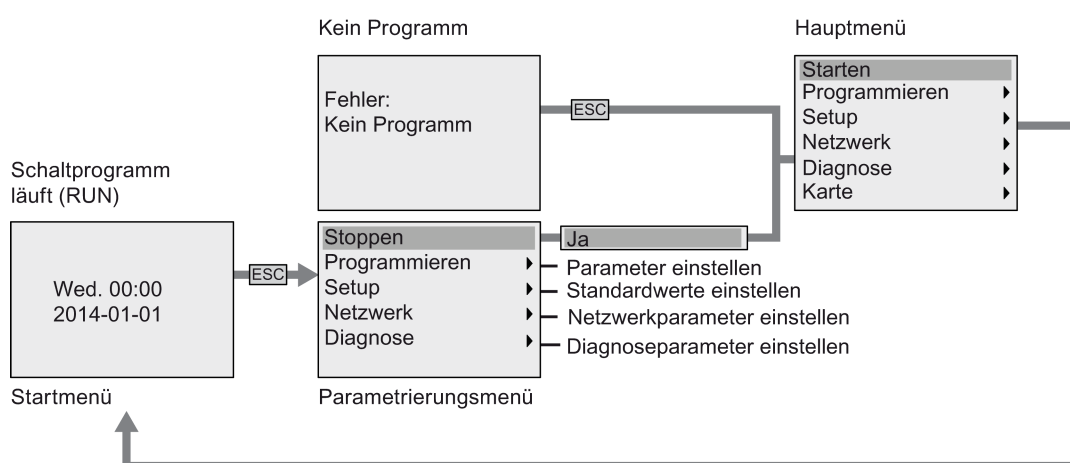 Kein Programm
Hauptmenü
Fehler:
Kein Programm
ESC
Starten
Programmieren
Setup
Netzwerk
Diagnose
Karte
Schaltprogramm
läuft (RUN)
Wed. 00:00
2014-01-01
ESC
Stoppen
Programmieren
Setup
Netzwerk
Diagnose
Ja
Parameter einstellen
Standardwerte einstellen
Netzwerkparameter einstellen
Diagnoseparameter einstellen
Startmenü
Parametrierungsmenü